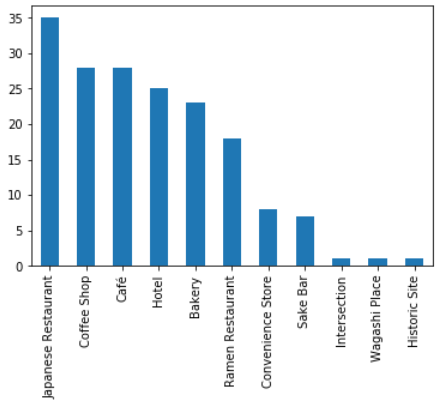 35
30
25
20
15
10
5
0
Japanese Restaurant
Coffee Shop
Café
Hotel
Bakery
Ramen Restaurant
Convenience Store
Sake Bar
Intersection
Wagashi Place
Historic Site